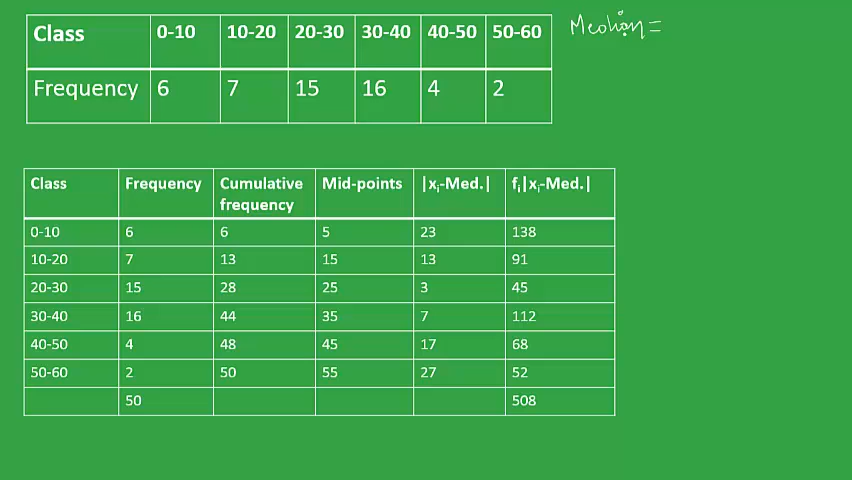 Class 0-10 10-20 20-30 30-40 40-50 50-60
Median =
Frequency 6 7 15 16 4 2
Class Frequency Cumulative frequency Mid-points |xi-Med.| fi|xi-Med.|
0-10 6 6 5 23 138
10-20 7 13 15 13 91
20-30 15 28 25 3 45
30-40 16 44 35 7 112
40-50 4 48 45 17 68
50-60 2 50 55 27 52
50 508